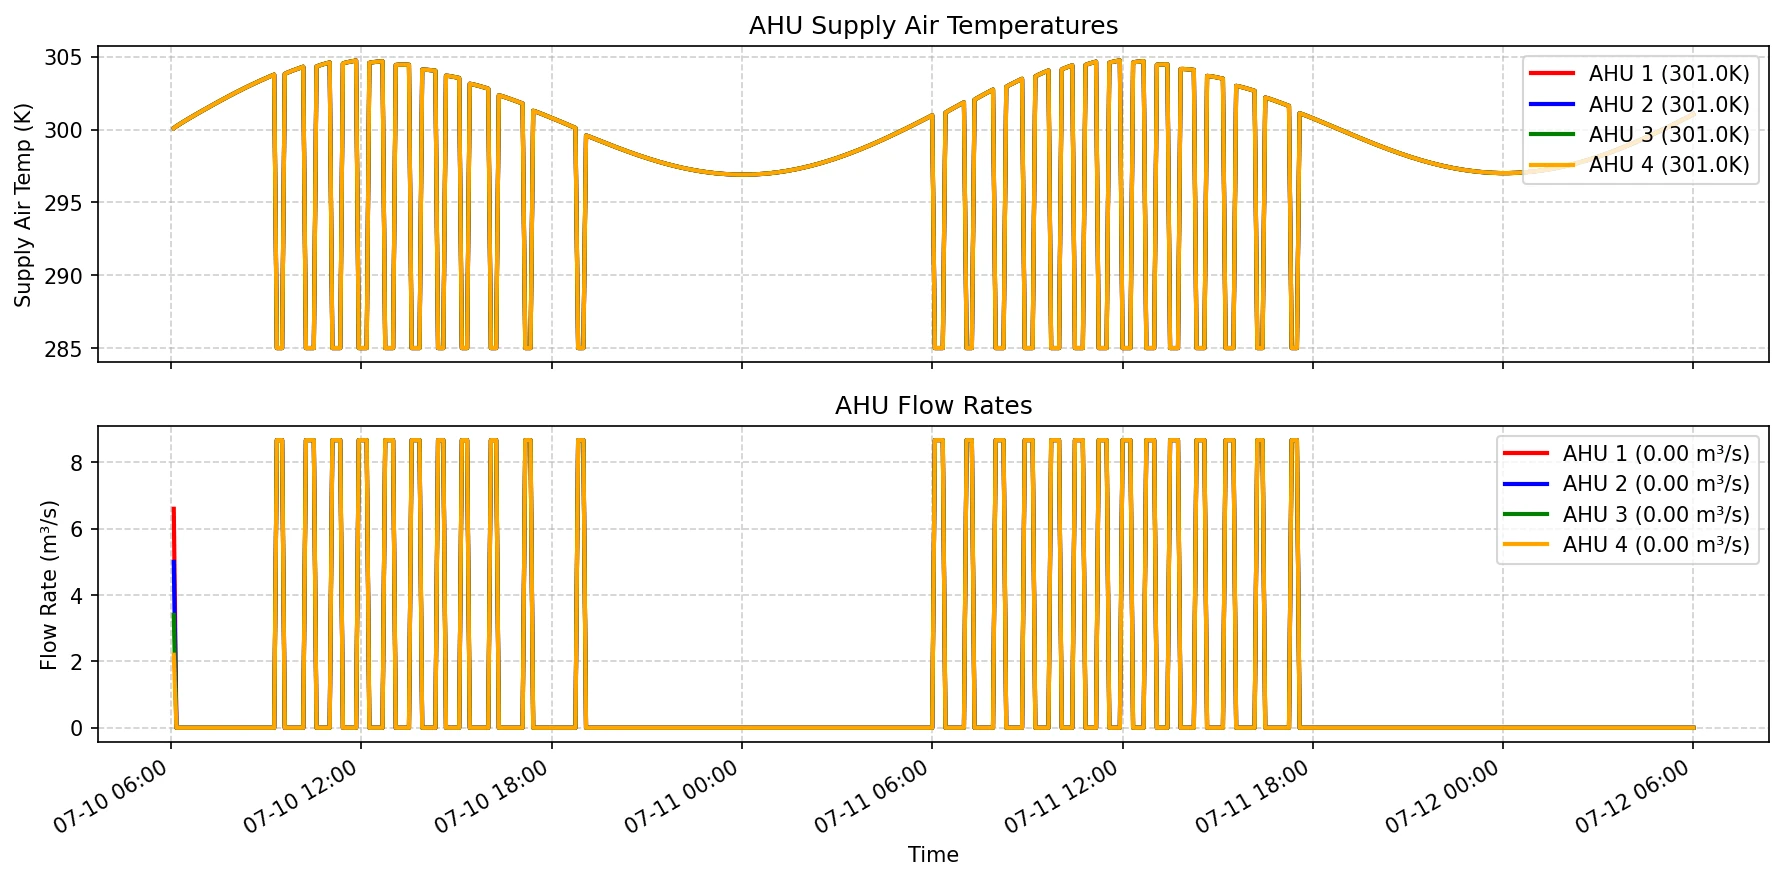 AHU Supply Air Temperatures
Supply Air Temp (K)
305
300
295
290
285
AHU 1 (301.0K)
AHU 2 (301.0K)
AHU 3 (301.0K)
AHU 4 (301.0K)
AHU Flow Rates
Flow Rate (m³/s)
8
6
4
2
0
AHU 1 (0.00 m³/s)
AHU 2 (0.00 m³/s)
AHU 3 (0.00 m³/s)
AHU 4 (0.00 m³/s)
07-10 06:00
07-10 12:00
07-10 18:00
07-11 00:00
07-11 06:00
07-11 12:00
07-11 18:00
07-12 00:00
07-12 06:00
Time